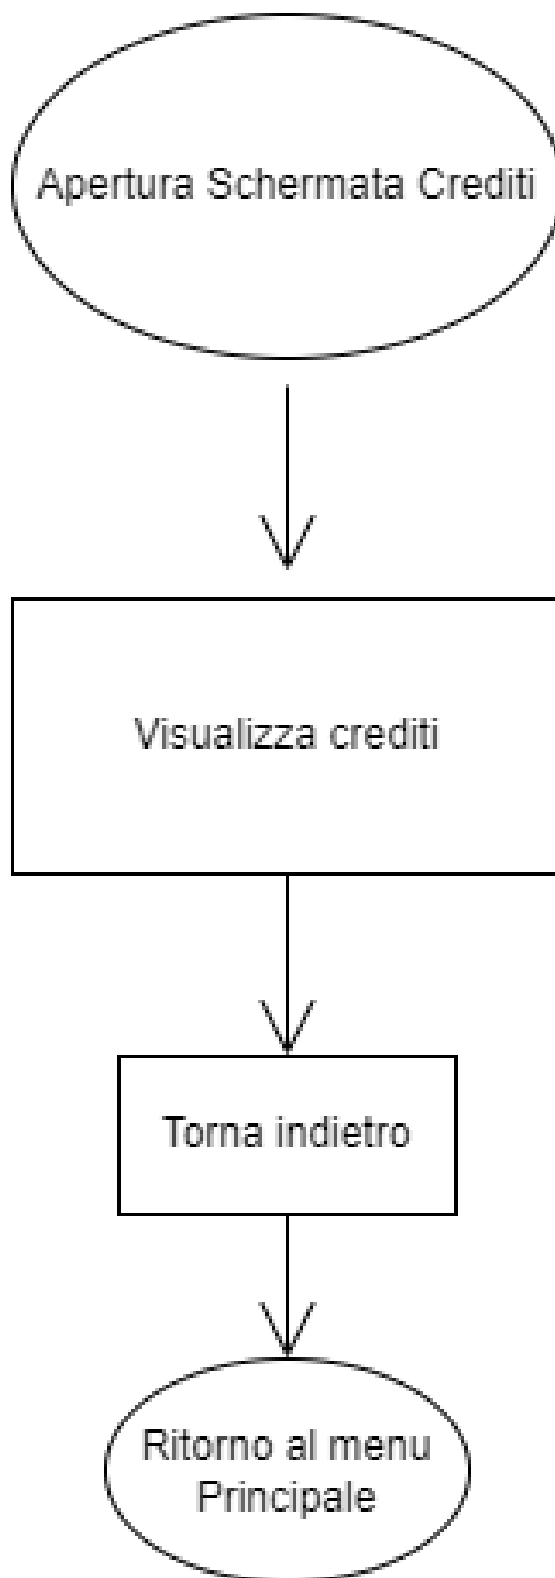 Apertura Schermata Crediti
Visualizza crediti
Torna indietro
Ritorno al menu
Principale